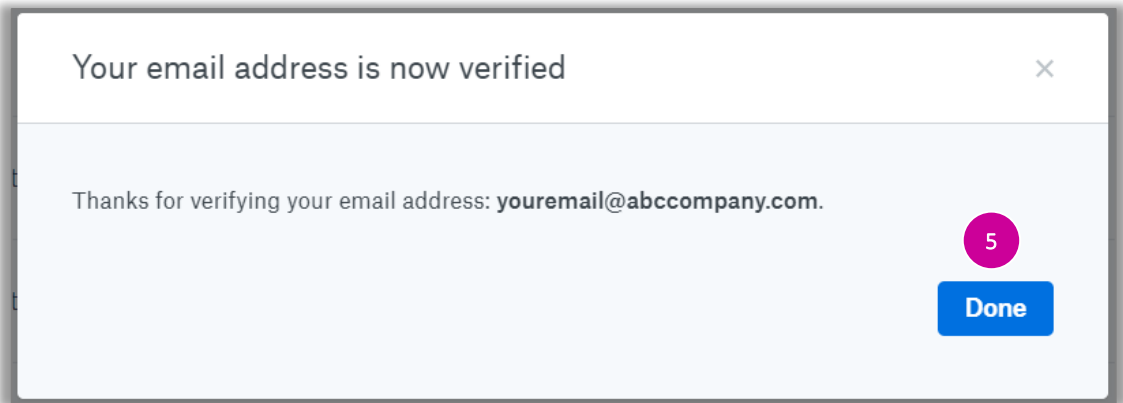 Your email address is now verified
Thanks for verifying your email address: youremail@abccompany.com.
5
Done